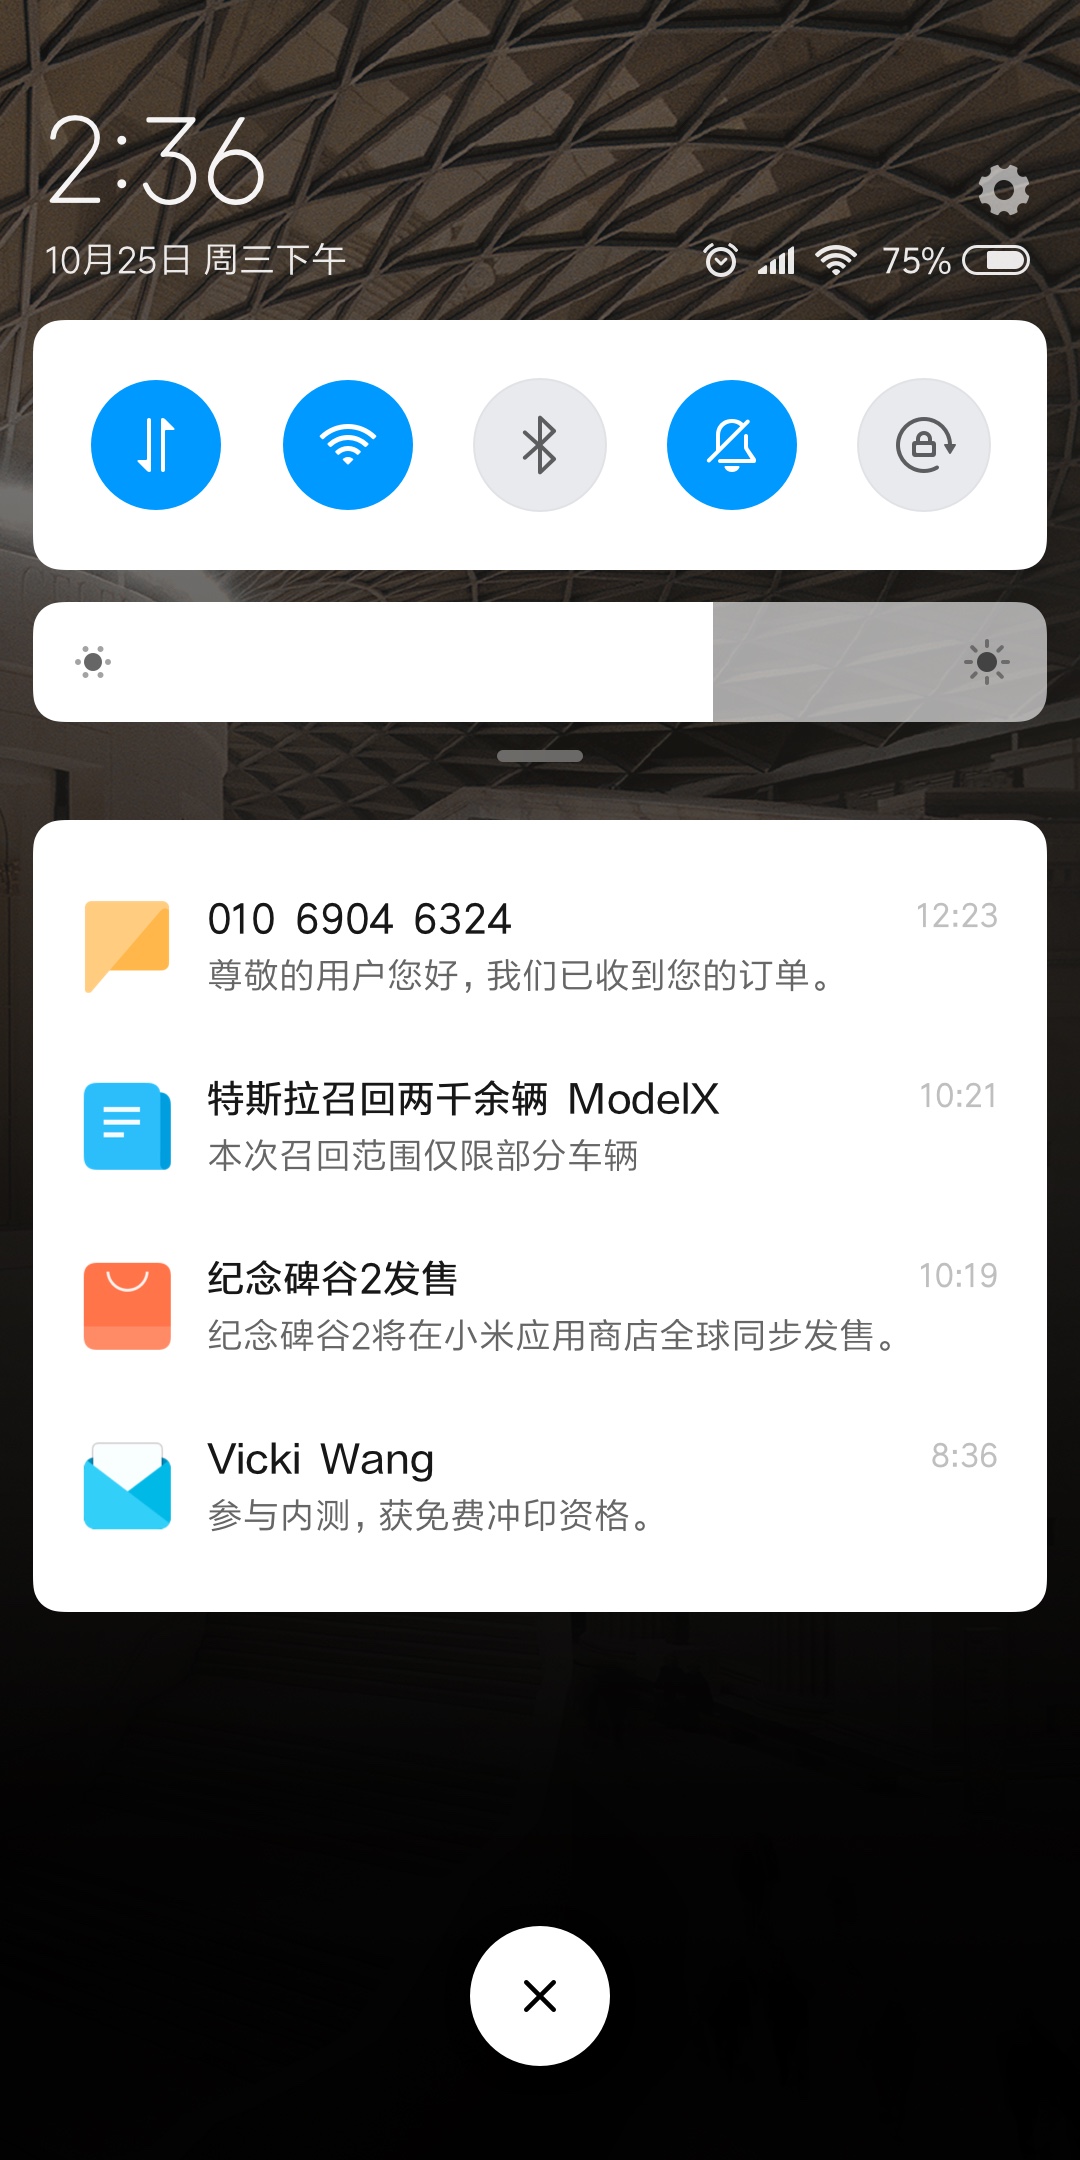 2:36
10月25日 周三下午
75%
010 6904 6324
12:23
尊敬的用户您好，我们已收到您的订单。
特斯拉召回两千余辆 ModelX
10:21
本次召回范围仅限部分车辆
纪念碑谷2发售
10:19
纪念碑谷2将在小米应用商店全球同步发售。
Vicki Wang
8:36
参与内测，获免费冲印资格。